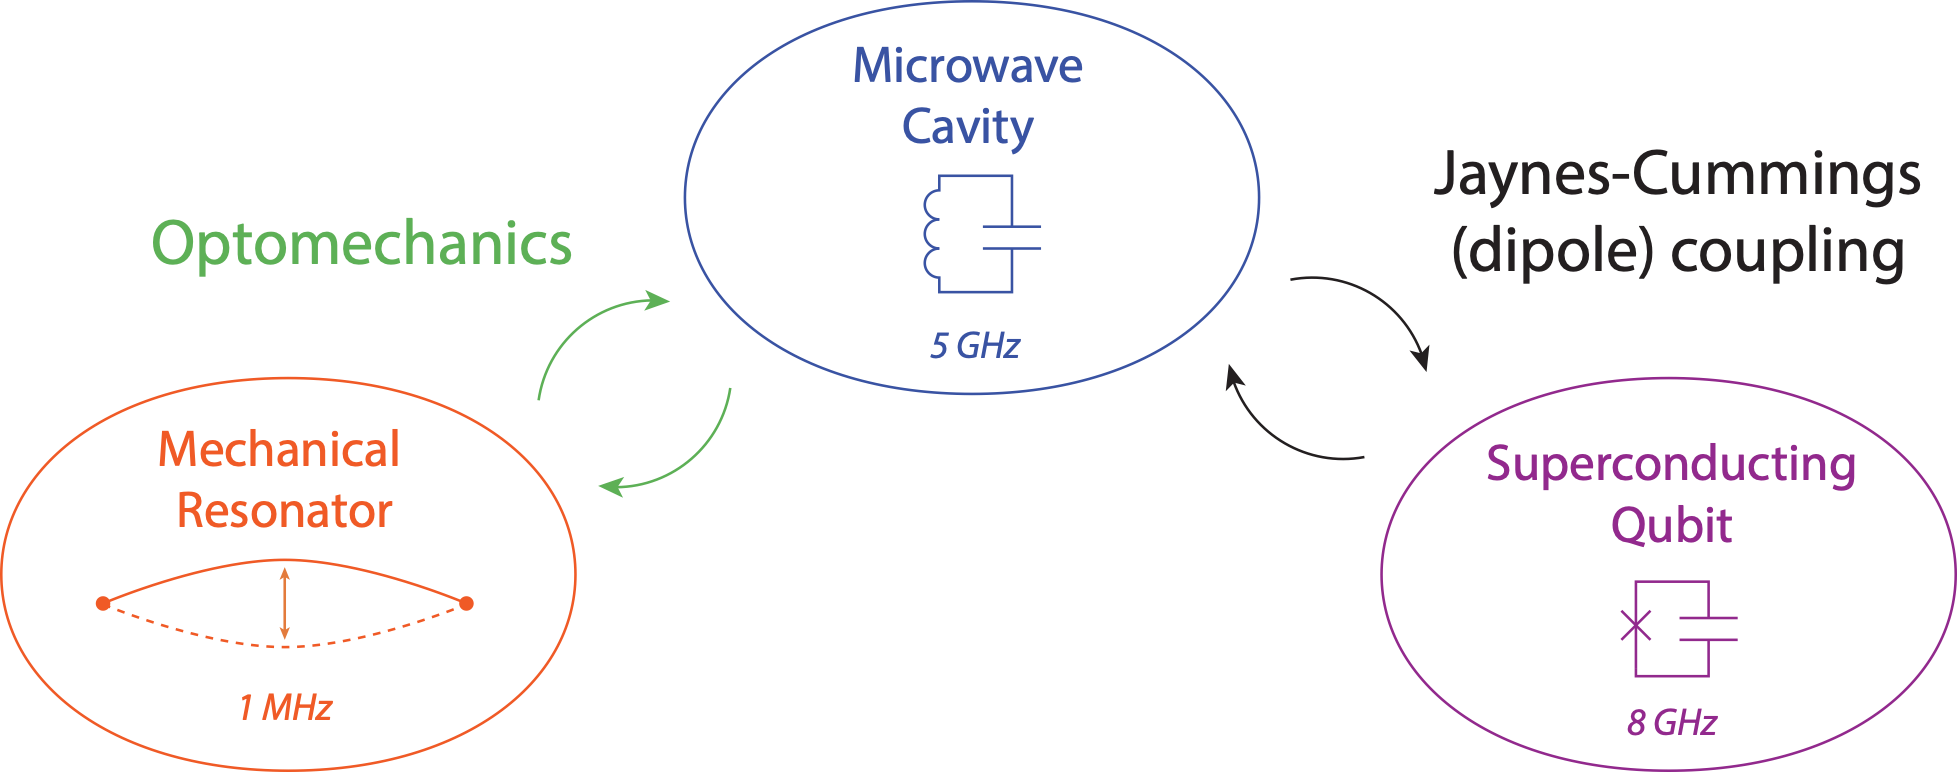 Microwave
Cavity
5 GHz
Optomechanics
Jaynes-Cummings
(dipole) coupling
Mechanical
Resonator
1 MHz
Superconducting
Qubit
8 GHz